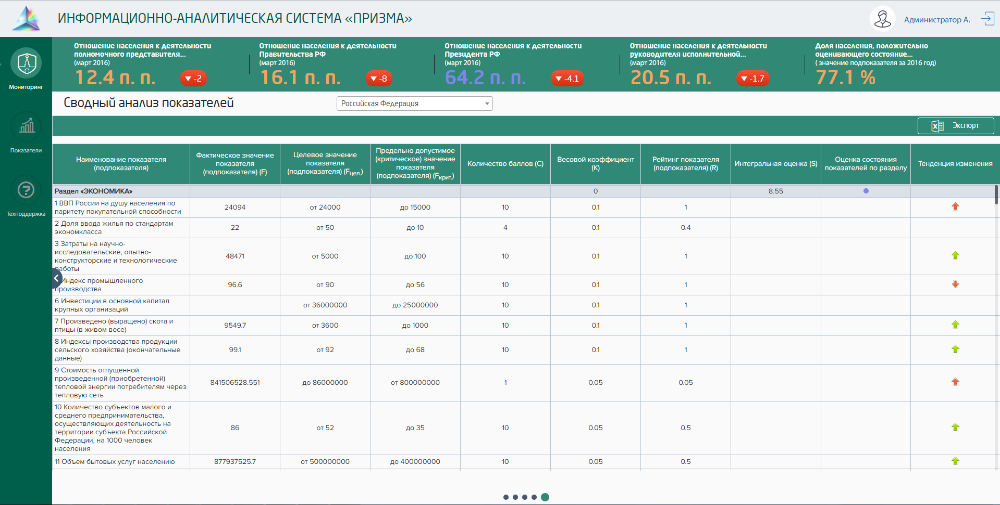 ИНФОРМАЦИОННО-АНАЛИТИЧЕСКАЯ СИСТЕМА «ПРИЗМА»
Администратор А.
Мониторинг
Показатели
Техподдержка
Отношение населения к деятельности
полномочного представителя...
(март 2016)
12.4 п. п.
▼ -2
Отношение населения к деятельности
Правительства РФ
(март 2016)
16.1 п. п.
▼ -8
Отношение населения к деятельности
Президента РФ
(март 2016)
64.2 п. п.
▼ -4.1
Отношение населения к деятельности
руководителя исполнительной...
(март 2016)
20.5 п. п.
▼ -1.7
Доля населения, положительно
оценивающего состояние...
( значение подпоказателя за 2016 год)
77.1 %
Сводный анализ показателей
Российская Федерация
Экспорт
Наименование показателя
(подпоказателя)
Фактическое значение
показателя
(подпоказателя) (F)
Целевое значение
показателя
(подпоказателя) (Fцел.)
Предельно допустимое
(критическое) значение
показателя
(подпоказателя) (Fкрит.)
Количество баллов (С)
Весовой коэффициент
(К)
Рейтинг показателя
(подпоказателя) (R)
Интегральная оценка (S)
Оценка состояния
показателей по разделу
Тенденция изменения
Раздел «ЭКОНОМИКА» 0 8.55
1 ВВП России на душу населения по
паритету покупательной способности
24094 от 24000 до 15000 10 0.1 1
2 Доля ввода жилья по стандартам
экономкласса
22 от 50 до 10 4 0.1 0.4
3 Затраты на научно-
исследовательские, опытно-
конструкторские и технологические
работы
48471 от 5000 до 100 10 0.1 1
Индекс промышленного
производства
96.6 от 90 до 56 10 0.1 1
6 Инвестиции в основной капитал
крупных организаций
от 36000000 до 25000000 10 0.1 1
7 Произведено (выращено) скота и
птицы (в живом весе)
9549.7 от 3600 до 1000 10 0.1 1
8 Индексы производства продукции
сельского хозяйства (окончательные
данные)
99.1 от 92 до 68 10 0.1 1
9 Стоимость отпущенной
произведенной (приобретенной)
тепловой энергии потребителям через
тепловую сеть
841506528.551 до 86000000 от 800000000 1 0.05 0.05
10 Количество субъектов малого и
среднего предпринимательства,
осуществляющих деятельность на
территории субъекта Российской
Федерации, на 1000 человек
населения
86 от 52 до 35 10 0.05 0.5
11 Объем бытовых услуг населению
877937525.7 от 500000000 до 400000000 10 0.05 0.5